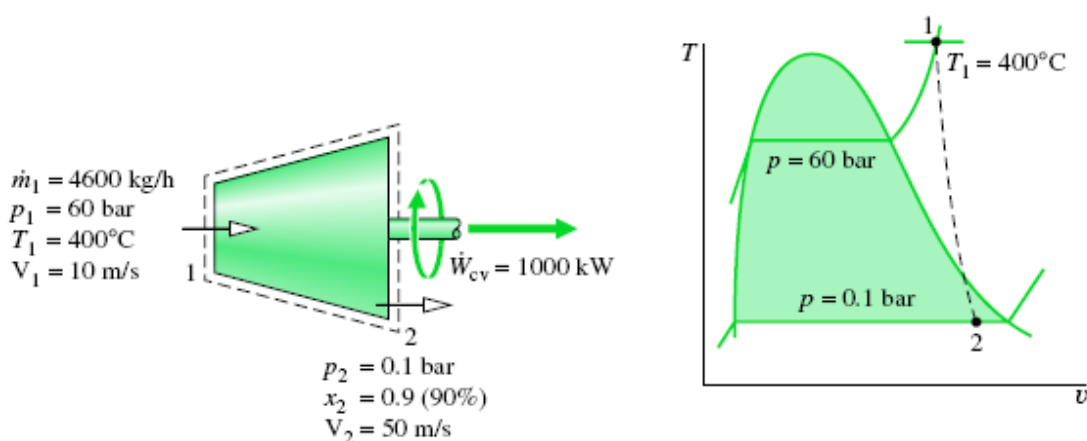 ṁ₁ = 4600 kg/h
p₁ = 60 bar
T₁ = 400°C
V₁ = 10 m/s
1
Ẇcv = 1000 kW
2
p₂ = 0.1 bar
x₂ = 0.9 (90%)
V₂ = 50 m/s
T
1
T₁ = 400°C
p = 60 bar
p = 0.1 bar
2
v